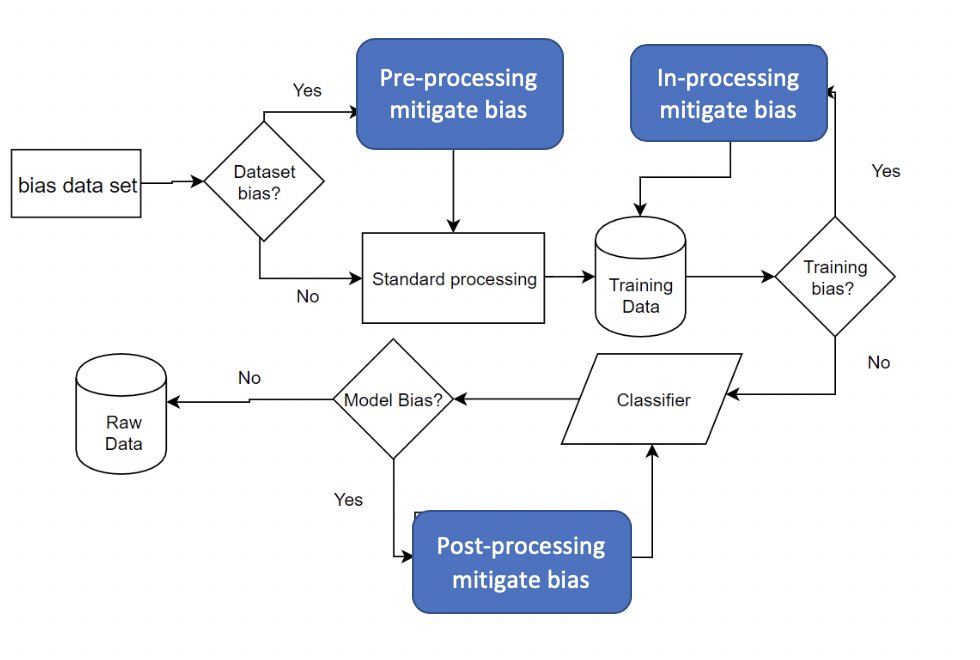 Yes
Pre-processing
mitigate bias
In-processing
mitigate bias
bias data set
Dataset
bias?
Yes
No
Standard processing
Training
Data
Training
bias?
No
Raw
Data
No
Model Bias?
Classifier
Yes
Post-processing
mitigate bias